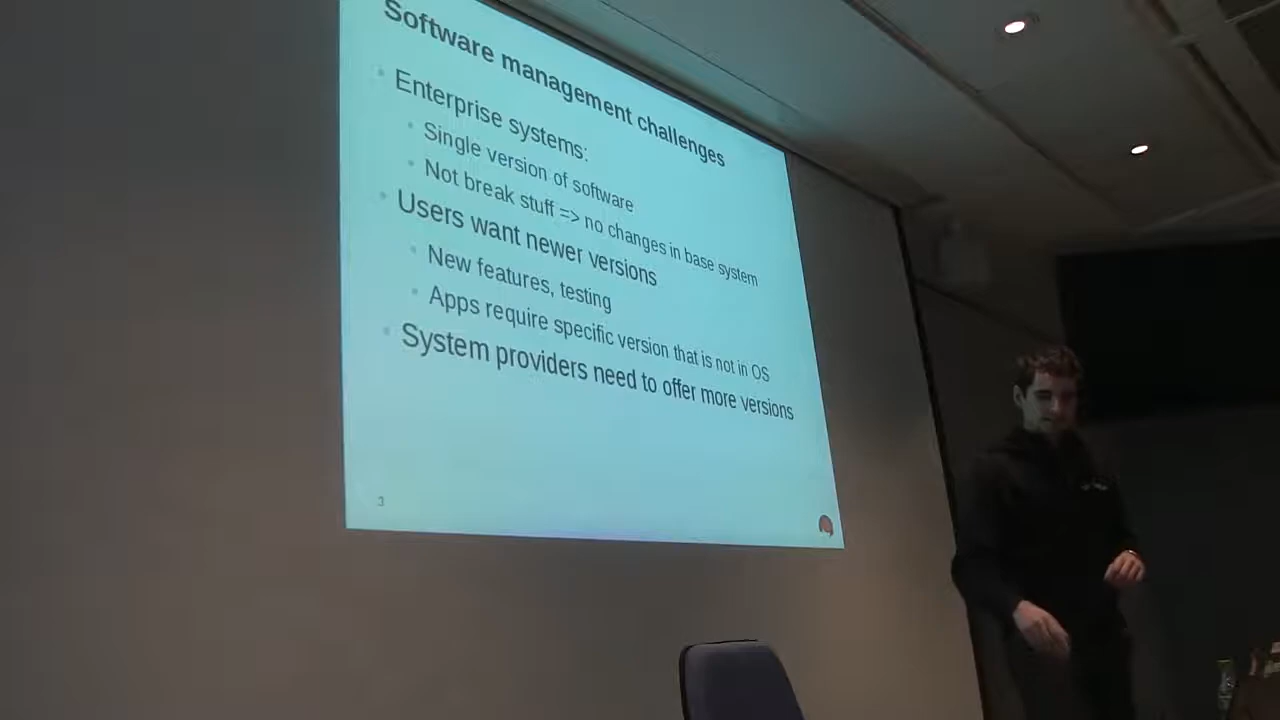 Software management challenges
Enterprise systems:
Single version of software
Not break stuff => no changes in base system
Users want newer versions
New features, testing
Apps require specific version that is not in OS
System providers need to offer more versions
3